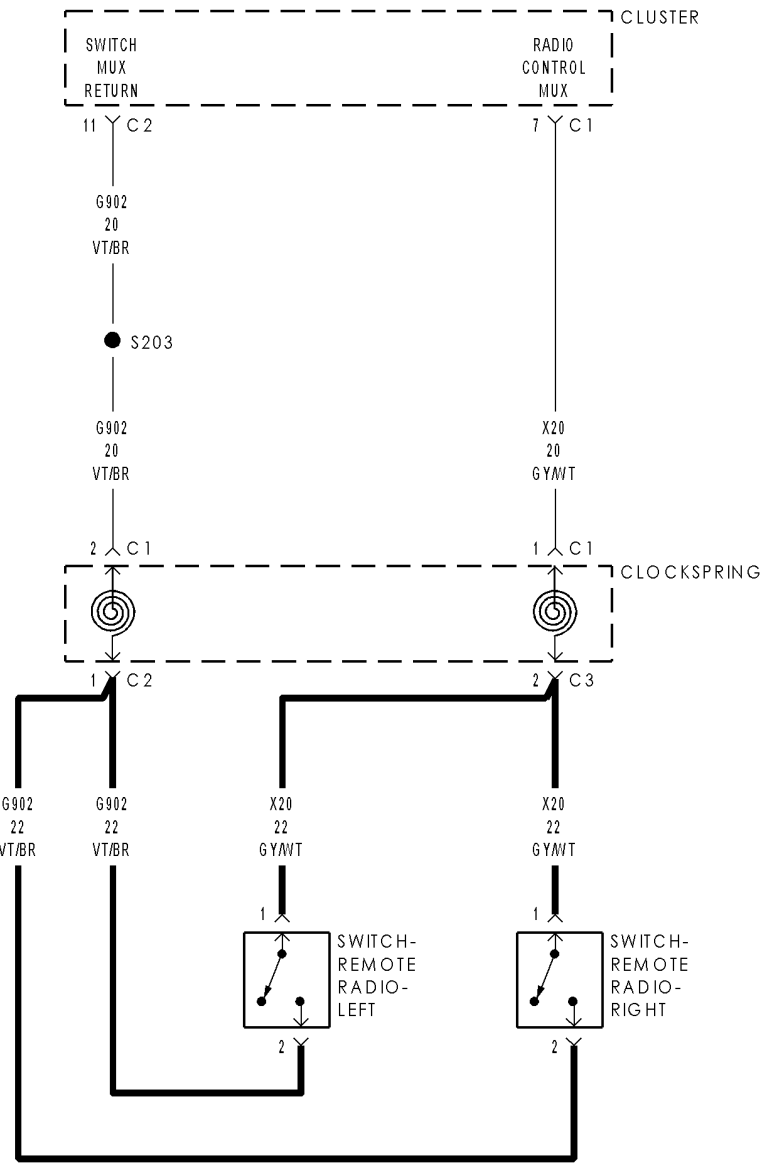 CLUSTER
SWITCH
MUX
RETURN
RADIO
CONTROL
MUX
11 C2
7 C1
G902
20
VT/BR
S203
G902
20
VT/BR
X20
20
GY/WT
2 C1
1 C1
CLOCKSPRING
1 C2
2 C3
G902
22
VT/BR
G902
22
VT/BR
X20
22
GY/WT
X20
22
GY/WT
1
1
SWITCH-
REMOTE
RADIO-
LEFT
SWITCH-
REMOTE
RADIO-
RIGHT
2
2